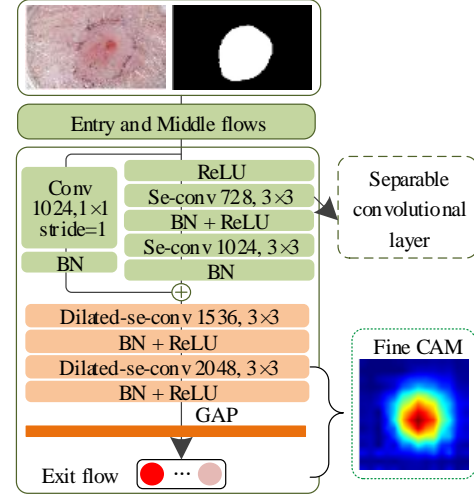 Entry and Middle flows
Conv
1024,1×1
stride=1
BN
ReLU
Se-conv 728, 3×3
BN + ReLU
Se-conv 1024, 3×3
BN
Separable
convolutional
layer
Dilated-se-conv 1536, 3×3
BN + ReLU
Dilated-se-conv 2048, 3×3
BN + ReLU
GAP
Exit flow
...
Fine CAM